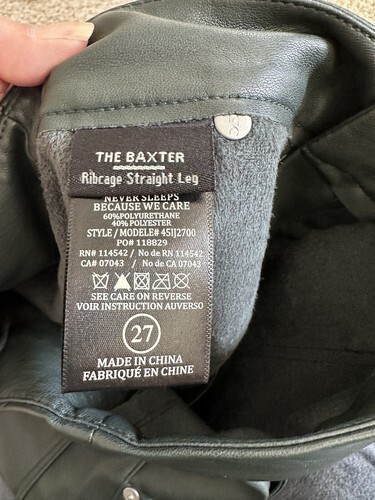 THE BAXTER
Ribcage Straight Leg
NEVER SLEEPS
BECAUSE WE CARE
60%POLYURETHANE
40%POLYESTER
STYLE / MODELE# 45IJ2700
PO# 118829
RN# 114542 / No de RN 114542
CA# 07043 / No de CA 07043
SEE CARE ON REVERSE
VOIR INSTRUCTION AUVERSO
27
MADE IN CHINA
FABRIQUÉ EN CHINE